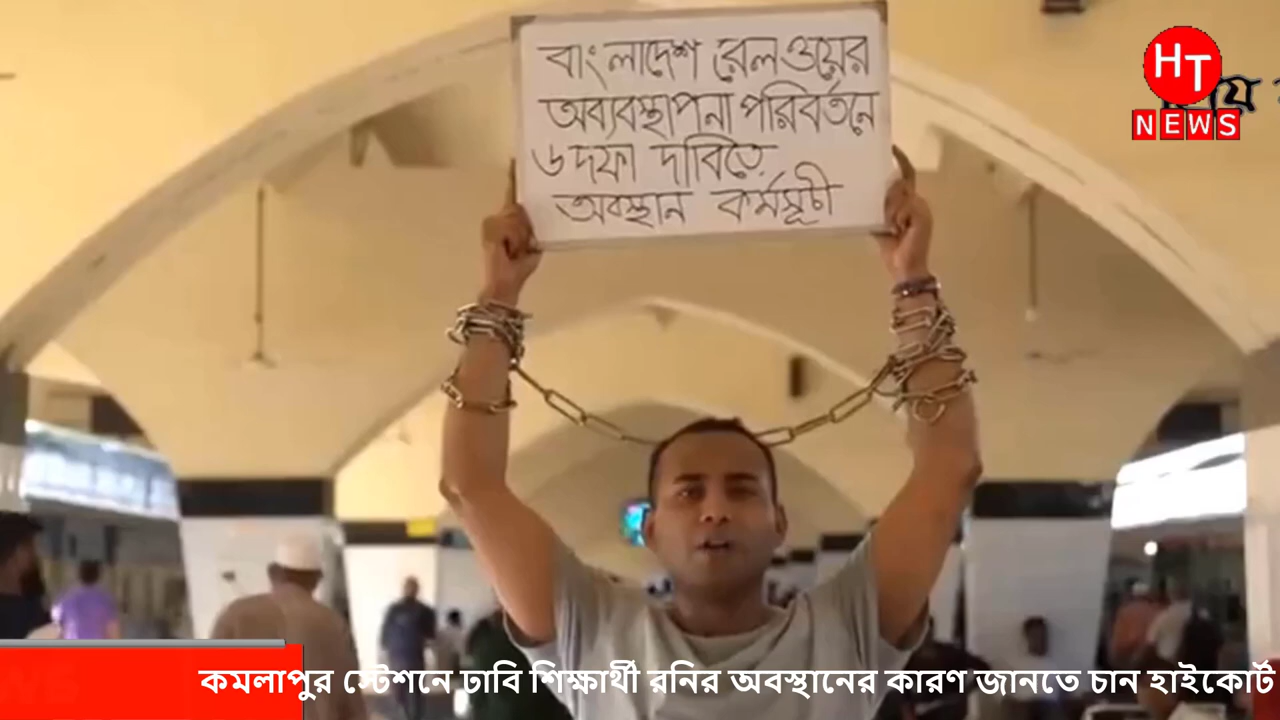 বাংলাদেশ রেলওয়ের
অব্যবস্থাপনা পরিবর্তনে
৬ দফা দাবিতে
অবস্থান কর্মসূচী
HT
NEWS
কমলাপুর স্টেশনে ঢাবি শিক্ষার্থী রনির অবস্থানের কারণ জানতে চান হাইকোর্ট